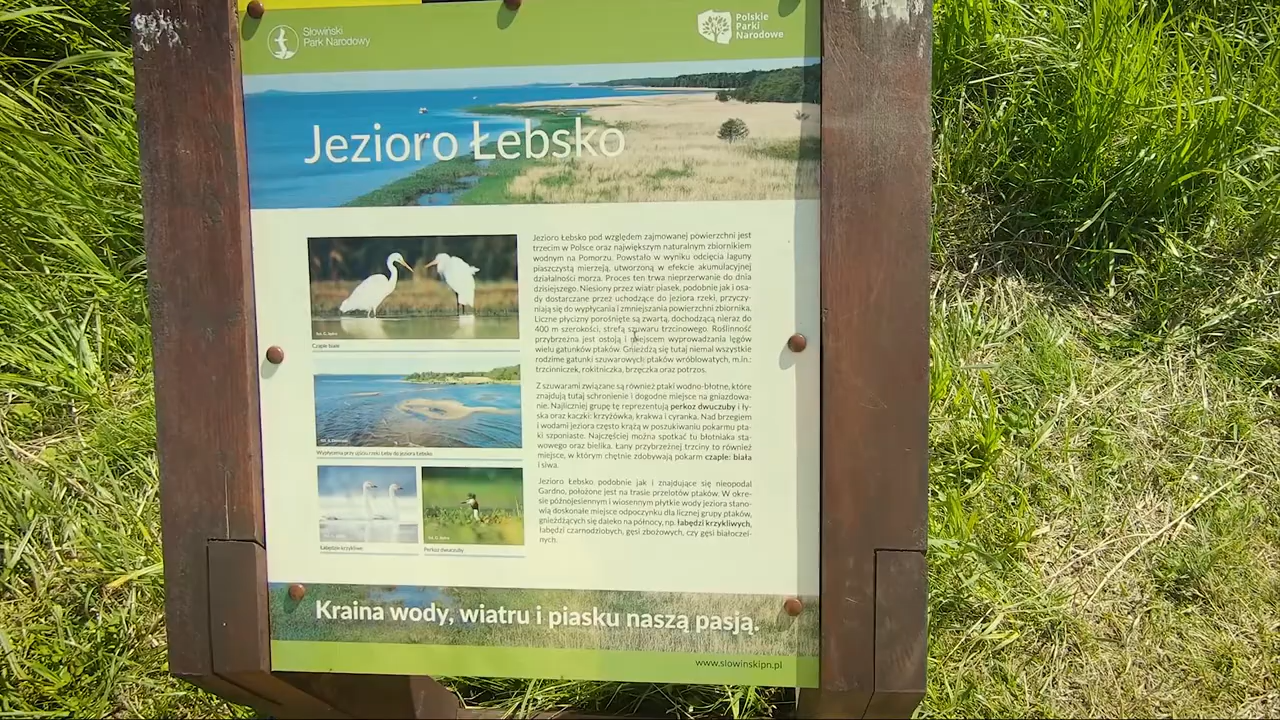 Słowiński
Park Narodowy
Polskie
Parki
Narodowe
Jezioro Łebsko
Jezioro Łebsko pod względem zajmowanej powierzchni jest
trzecim w Polsce oraz największym naturalnym zbiornikiem
wodnym na Pomorzu. Powstało w wyniku odcięcia laguny
piaszczystą mierzeją, utworzoną w efekcie akumulacyjnej
działalności morza. Proces ten trwa nieprzerwanie do dnia
dzisiejszego. Niesiony przez wiatr piasek, podobnie jak i osa-
dy dostarczane przez uchodzące do jeziora rzeki, przyczy-
niają się do wypłycania i zmniejszania powierzchni zbiornika.
Liczne płycizny porośnięte są zwartą, dochodzącą nieraz do
400 m szerokości, strefą szuwaru trzcinowego. Roślinność
przybrzeżna jest ostoją i miejscem wyprowadzania lęgów
wielu gatunków ptaków. Gnieżdżą się tutaj niemal wszystkie
rodzime gatunki szuwarowych ptaków wróblowatych, m.in.:
trzcinniczek, rokitniczka, brzęczka oraz potrzos.
Z szuwarami związane są również ptaki wodno-błotne, które
znajdują tutaj schronienie i dogodne miejsce na gniazdowa-
nie. Najliczniej grupę tę reprezentują perkoz dwuczuby i ły-
ska oraz kaczki: krzyżówka, krakwa i cyranka. Nad brzegiem
i wodami jeziora często krążą w poszukiwaniu pokarmu pta-
ki szponiaste. Najczęściej można spotkać tu błotniaka sta-
wowego oraz bielika. Łany przybrzeżnej trzciny to również
miejsce, w którym chętnie zdobywają pokarm czaple: biała
i siwa.
Jezioro Łebsko podobnie jak i znajdujące się nieopodal
Gardno, położone jest na trasie przelotów ptaków. W okre-
sie późnojesiennym i wiosennym płytkie wody jeziora stano-
wią doskonałe miejsce odpoczynku dla licznej grupy ptaków,
gnieżdżących się daleko na północy, np. łabędzi krzykliwych,
łabędzi czarnodziobych, gęsi zbożowych, czy gęsi białoczel-
nych.
Czaple białe
Wypłycenia przy ujściu rzeki Łeby do jeziora Łebsko
Łabędzie krzykliwe
Perkoz dwuczuby
Kraina wody, wiatru i piasku naszą pasją.
www.slowinskipn.pl